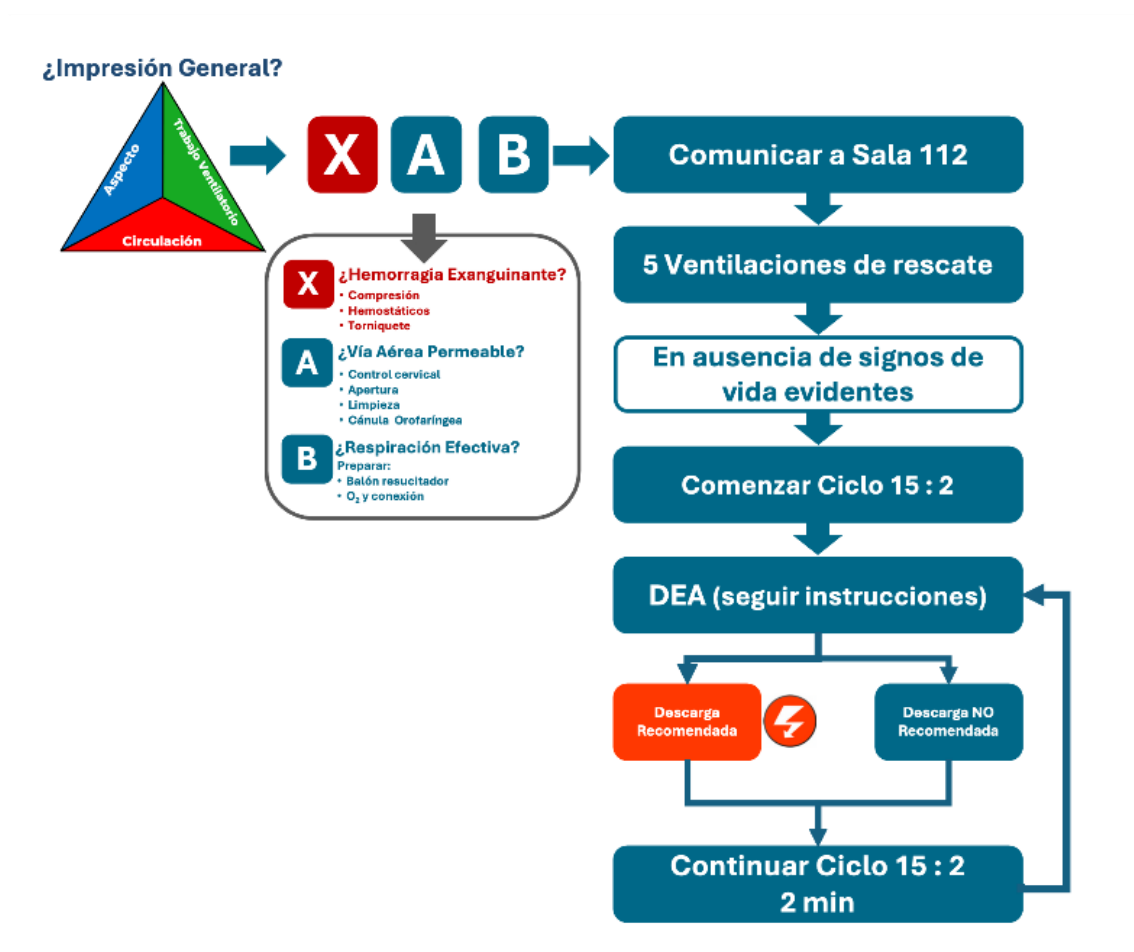 ¿Impresión General?
Aspecto
Trabajo Ventilatorio
Circulación
X A B
X
¿Hemorragia Exanguinante?
• Compresión
• Hemostáticos
• Torniquete
A
¿Vía Aérea Permeable?
• Control cervical
• Apertura
• Limpieza
• Cánula Orofaríngea
B
¿Respiración Efectiva?
Preparar:
• Balón resucitador
• O₂ y conexión
Comunicar a Sala 112
5 Ventilaciones de rescate
En ausencia de signos de
vida evidentes
Comenzar Ciclo 15 : 2
DEA (seguir instrucciones)
Descarga
Recomendada
Descarga NO
Recomendada
Continuar Ciclo 15 : 2
2 min